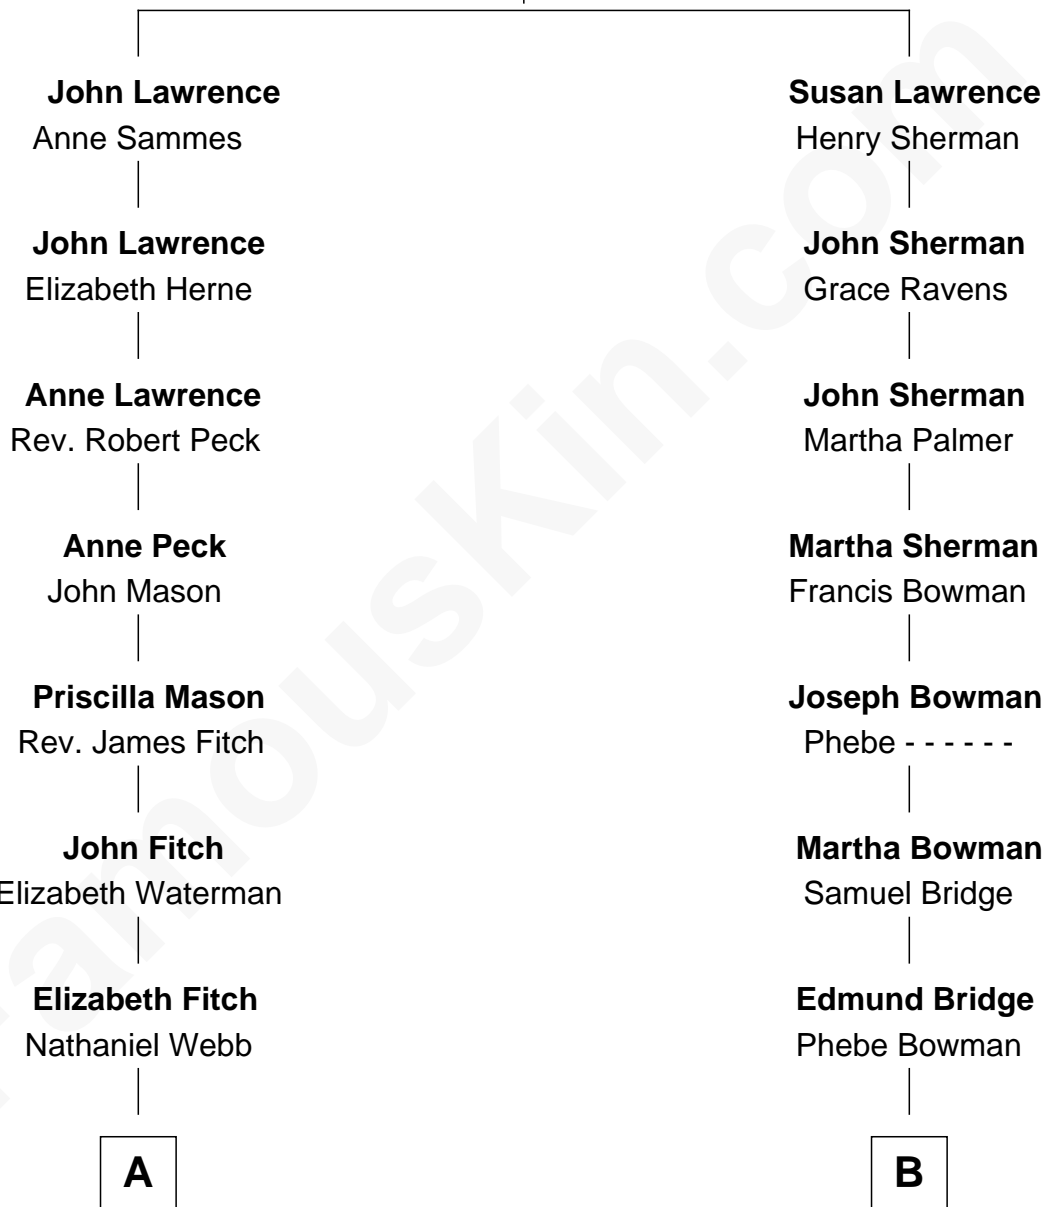 John Lawrence
Anne Sammes
John Lawrence
Elizabeth Herne
Anne Lawrence
Rev. Robert Peck
Anne Peck
John Mason
Priscilla Mason
Rev. James Fitch
John Fitch
Elizabeth Waterman
Elizabeth Fitch
Nathaniel Webb
A
Susan Lawrence
Henry Sherman
John Sherman
Grace Ravens
John Sherman
Martha Palmer
Martha Sherman
Francis Bowman
Joseph Bowman
Phebe - - - - - -
Martha Bowman
Samuel Bridge
Edmund Bridge
Phebe Bowman
B
FamousKin.com